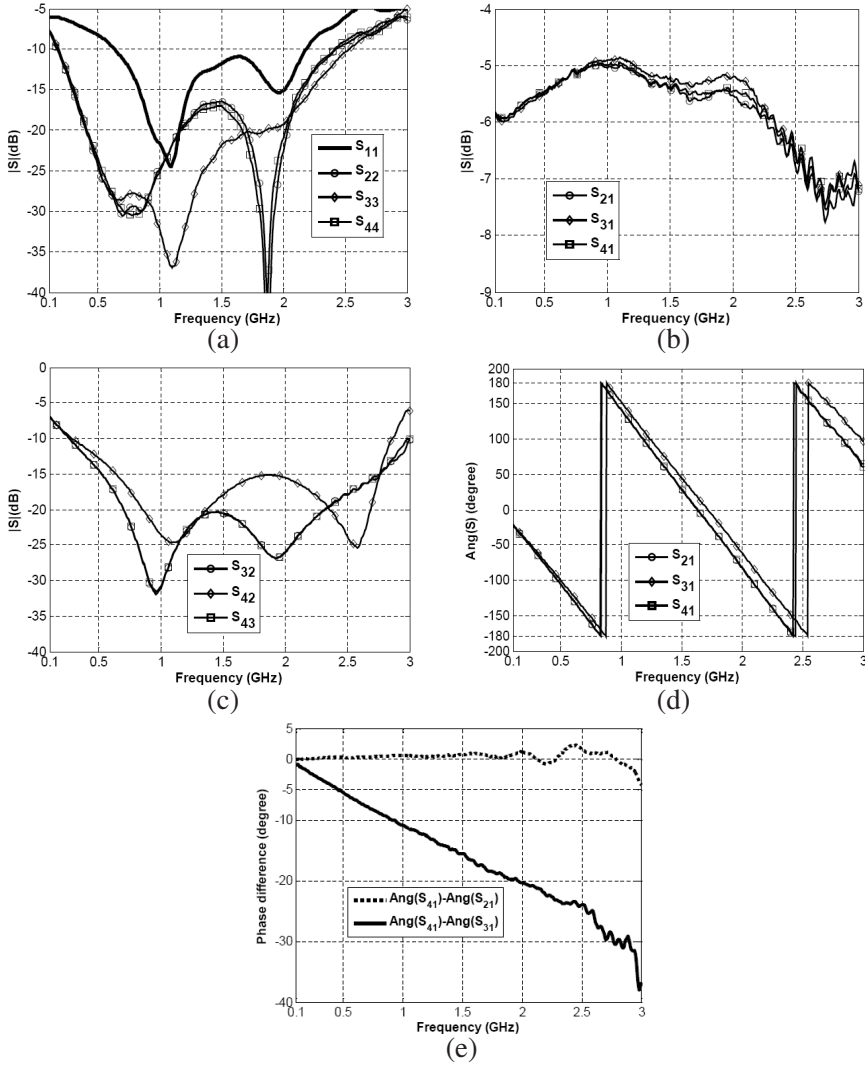 -5
-10
-15
-20
-25
-30
-35
-40
|S|(dB)
S11
S22
S33
S44
0.1 0.5 1 1.5 2 2.5 3
Frequency (GHz)
(a)
-4
-5
-6
-7
-8
-9
|S|(dB)
S21
S31
S41
0.1 0.5 1 1.5 2 2.5 3
Frequency (GHz)
(b)
0
-5
-10
-15
-20
-25
-30
-35
-40
|S|(dB)
S32
S42
S43
0.1 0.5 1 1.5 2 2.5 3
Frequency (GHz)
(c)
200
180
150
100
50
0
-50
-100
-150
-180
-200
Ang(S) (degree)
S21
S31
S41
0.1 0.5 1 1.5 2 2.5 3
Frequency (GHz)
(d)
5
0
-5
-10
-20
-30
-40
Phase difference (degree)
Ang(S41)-Ang(S21)
Ang(S41)-Ang(S31)
0.1 0.5 1 1.5 2 2.5 3
Frequency (GHz)
(e)